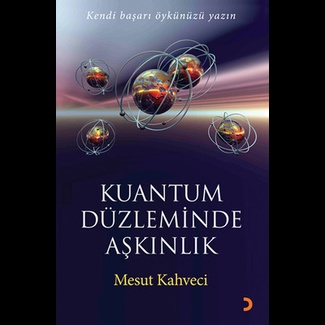 Kendi başarı öykünüzü yazın
KUANTUM
DÜZLEMİNDE
AŞKINLIK
Mesut Kahveci